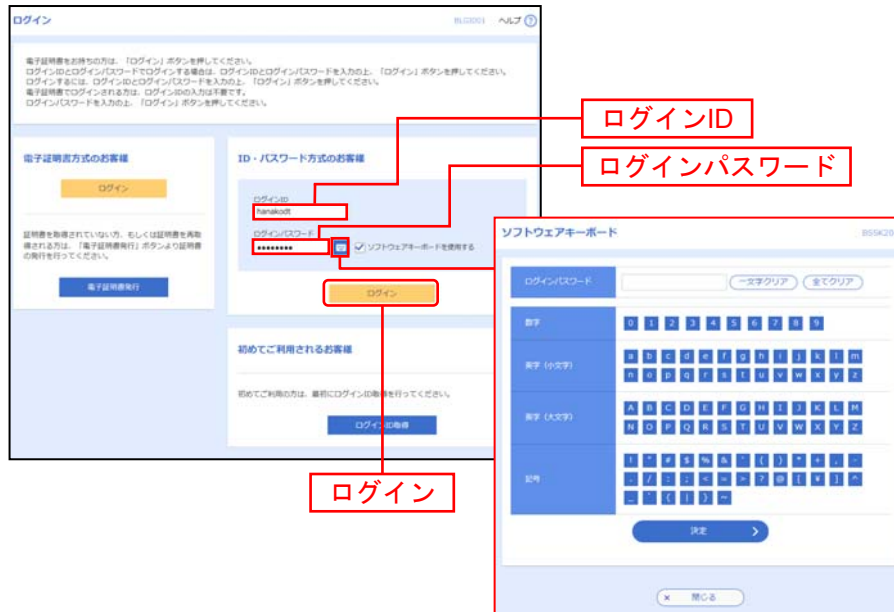 ログイン
BLGI001 ヘルプ ?
電子証明書をお持ちの方は、「ログイン」ボタンを押してください。
ログインIDとログインパスワードでログインする場合は、ログインIDとログインパスワードを入力の上、「ログイン」ボタンを押してください。
ログインするには、ログインIDとログインパスワードを入力の上、「ログイン」ボタンを押してください。
電子証明書でログインされる方は、ログインIDの入力は不要です。
ログインパスワードを入力の上、「ログイン」ボタンを押してください。
ログインID
ログインパスワード
電子証明書方式のお客様
ログイン
証明書を取得されていない方、もしくは証明書を再取
得される方は、「電子証明書発行」ボタンより証明書
の発行を行ってください。
電子証明書発行
ID・パスワード方式のお客様
ログインID
hanakodt
ログインパスワード
●●●●●●●●
ソフトウェアキーボードを使用する
ログイン
初めてご利用されるお客様
初めてご利用の方は、最初にログインID取得を行ってください。
ログインID取得
ログイン
ソフトウェアキーボード
BSSK20
ログインパスワード 一文字クリア 全てクリア
数字
0 1 2 3 4 5 6 7 8 9
英字（小文字）
a b c d e f g h i j k l m
n o p q r s t u v w x y z
英字（大文字）
A B C D E F G H I J K L M
N O P Q R S T U V W X Y Z
記号
! " # $ % & ' ( ) * + , -
. / : ; < = > ? @ [ ¥ ] ^
_ ` { | } ~
決定
× 閉じる